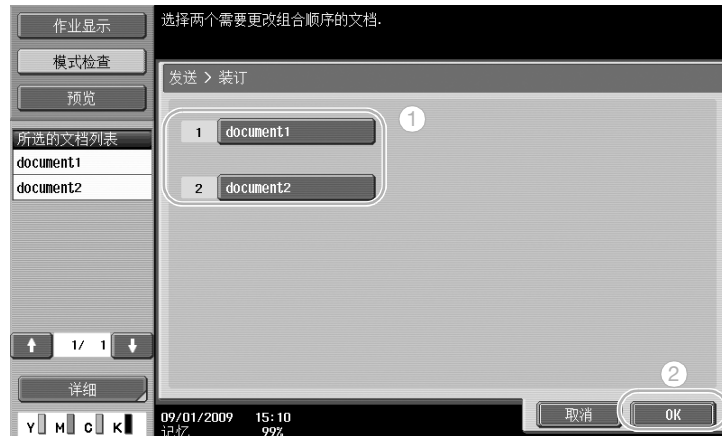 作业显示
模式检查
预览
所选的文档列表
document1
document2
1/ 1
详细
Y M C K
选择两个需要更改组合顺序的文档.
发送 > 装订
1 document1
①
2 document2
②
取消 OK
09/01/2009 15:10
记忆 99%